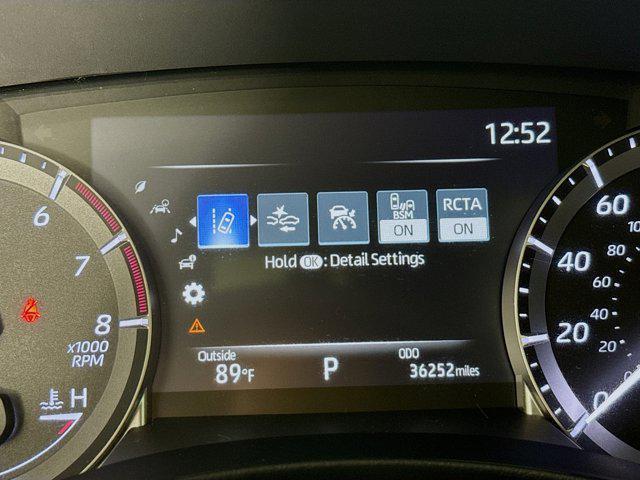 12:52
BSM
ON
RCTA
ON
Hold OK : Detail Settings
Outside
89°F
P
ODO
36252 miles
6
7
8
x1000
RPM
H
60
40
20
0
80
60
40
20